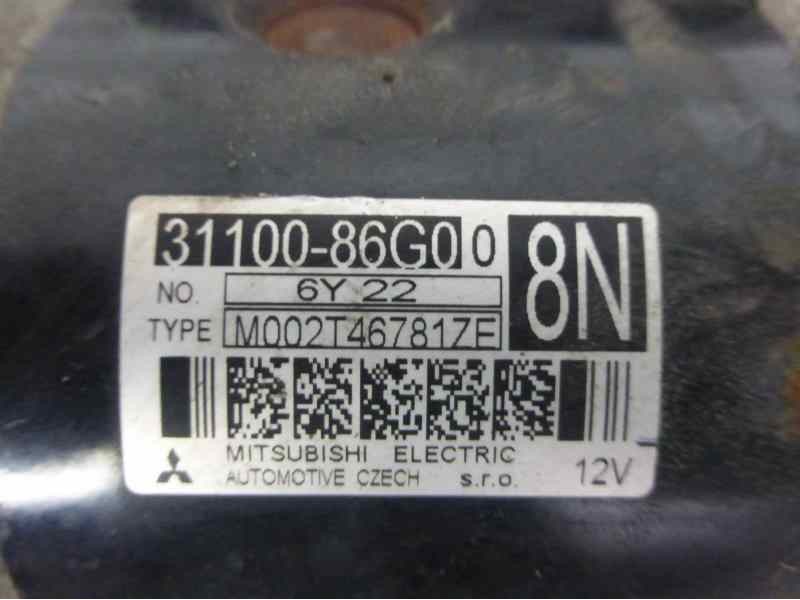 31100-86G00
8N
NO. 6Y 22
TYPE M002T46781ZE
MITSUBISHI ELECTRIC
AUTOMOTIVE CZECH s.r.o. 12V